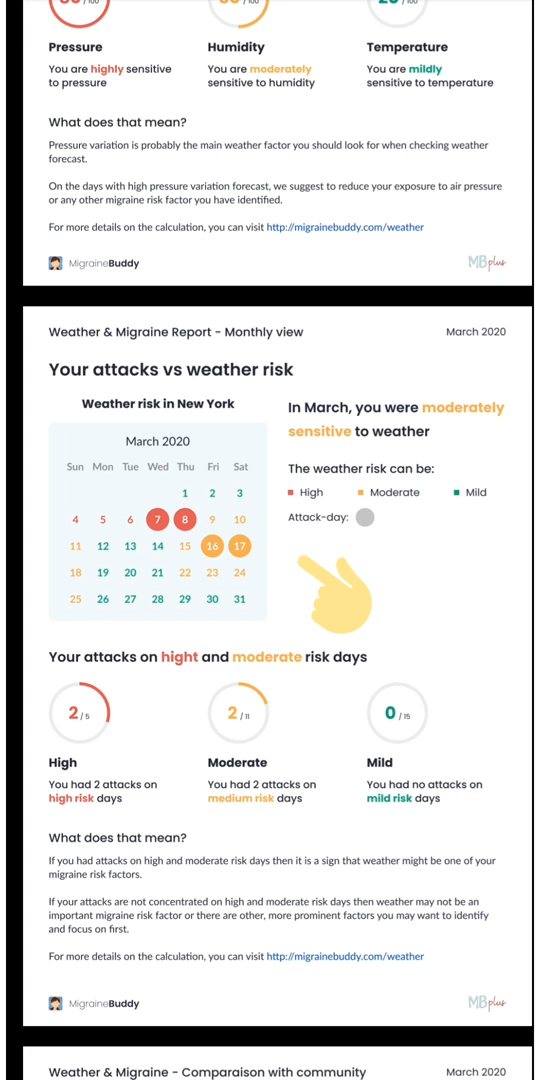 /100 /100 /100
Pressure Humidity Temperature
You are highly sensitive to pressure
You are moderately sensitive to humidity
You are mildly sensitive to temperature
What does that mean?
Pressure variation is probably the main weather factor you should look for when checking weather
forecast.
On the days with high pressure variation forecast, we suggest to reduce your exposure to air pressure
or any other migraine risk factor you have identified.
For more details on the calculation, you can visit http://migrainebuddy.com/weather
MigraineBuddy MBplus
Weather & Migraine Report - Monthly view March 2020
Your attacks vs weather risk
Weather risk in New York
March 2020
Sun Mon Tue Wed Thu Fri Sat
1 2 3
4 5 6 7 8 9 10
11 12 13 14 15 16 17
18 19 20 21 22 23 24
25 26 27 28 29 30 31
In March, you were moderately
sensitive to weather
The weather risk can be:
High Moderate Mild
Attack-day:
Your attacks on hight and moderate risk days
2 / 5 2 / 11 0 / 15
High Moderate Mild
You had 2 attacks on
high risk days
You had 2 attacks on
medium risk days
You had no attacks on
mild risk days
What does that mean?
If you had attacks on high and moderate risk days then it is a sign that weather might be one of your
migraine risk factors.
If your attacks are not concentrated on high and moderate risk days then weather may not be an
important migraine risk factor or there are other, more prominent factors you may want to identify
and focus on first.
For more details on the calculation, you can visit http://migrainebuddy.com/weather
MigraineBuddy MBplus
Weather & Migraine - Comparaison with community March 2020